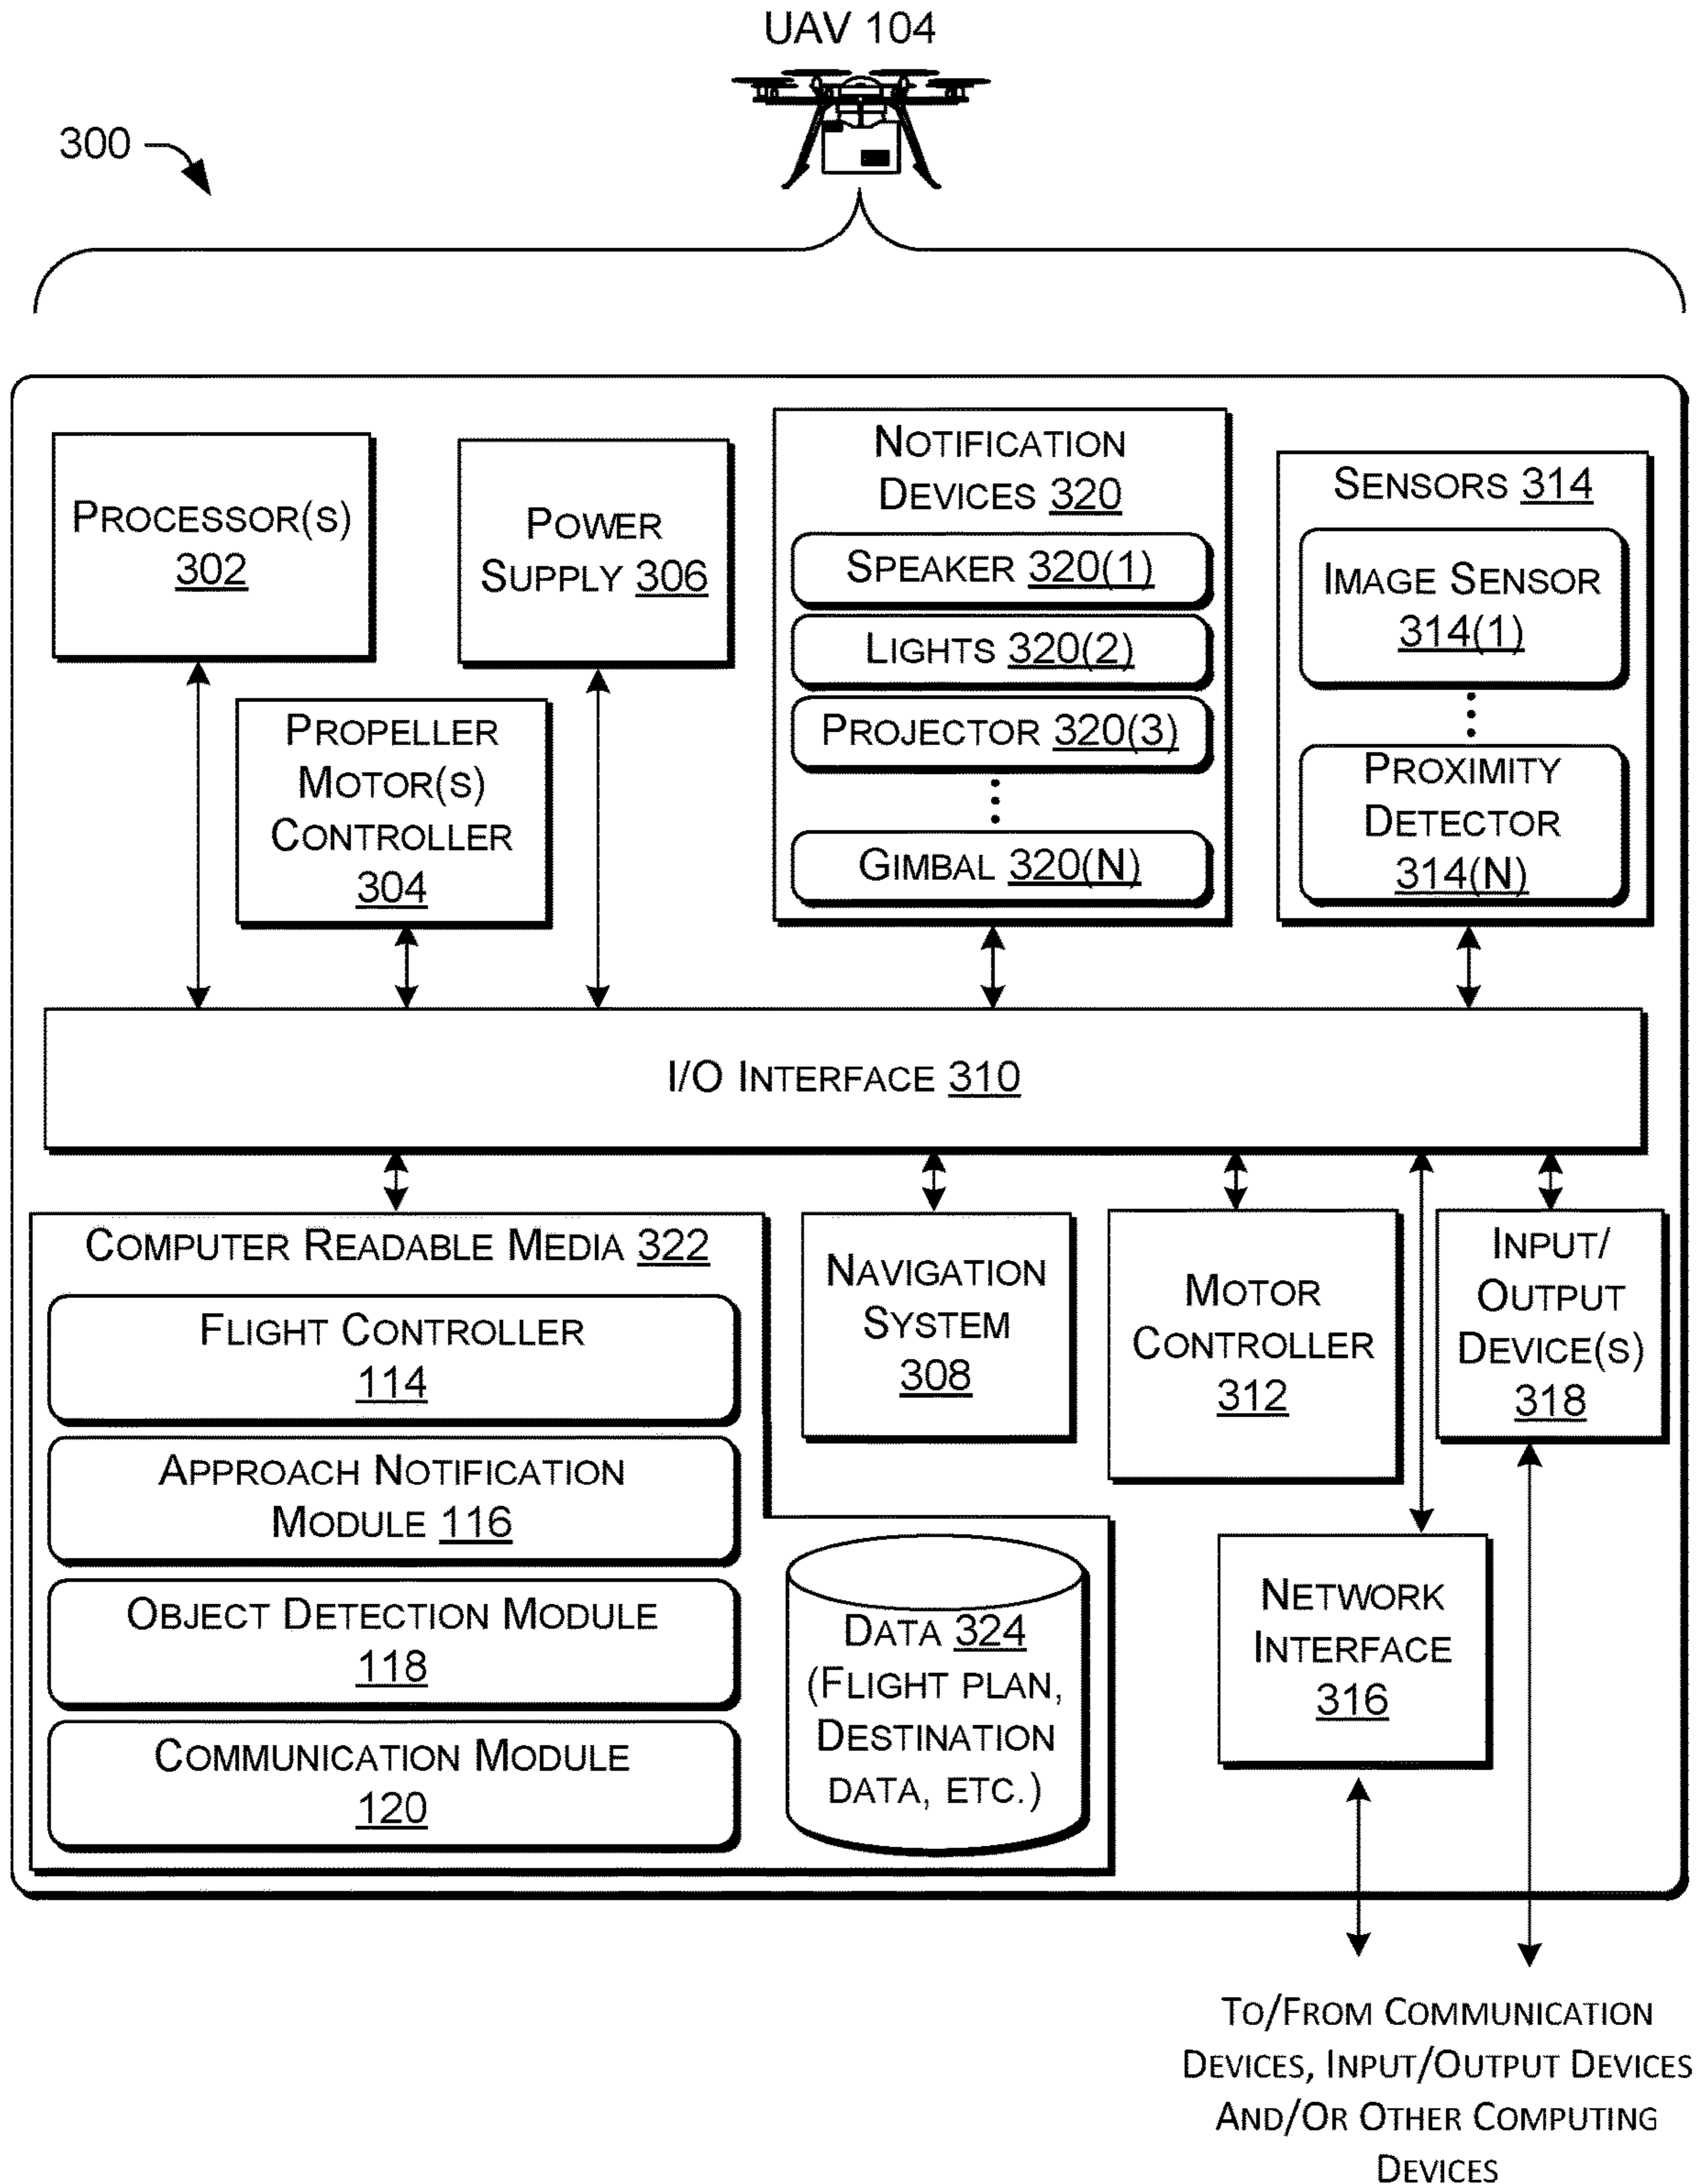 UAV 104
300
PROCESSOR(S)
302
POWER
SUPPLY 306
PROPELLER
MOTOR(S)
CONTROLLER
304
NOTIFICATION
DEVICES 320
SPEAKER 320(1)
LIGHTS 320(2)
PROJECTOR 320(3)
GIMBAL 320(N)
SENSORS 314
IMAGE SENSOR
314(1)
PROXIMITY
DETECTOR
314(N)
I/O INTERFACE 310
COMPUTER READABLE MEDIA 322
FLIGHT CONTROLLER
114
APPROACH NOTIFICATION
MODULE 116
OBJECT DETECTION MODULE
118
COMMUNICATION MODULE
120
DATA 324
(FLIGHT PLAN,
DESTINATION
DATA, ETC.)
NAVIGATION
SYSTEM
308
MOTOR
CONTROLLER
312
INPUT/
OUTPUT
DEVICE(S)
318
NETWORK
INTERFACE
316
TO/FROM COMMUNICATION
DEVICES, INPUT/OUTPUT DEVICES
AND/OR OTHER COMPUTING
DEVICES